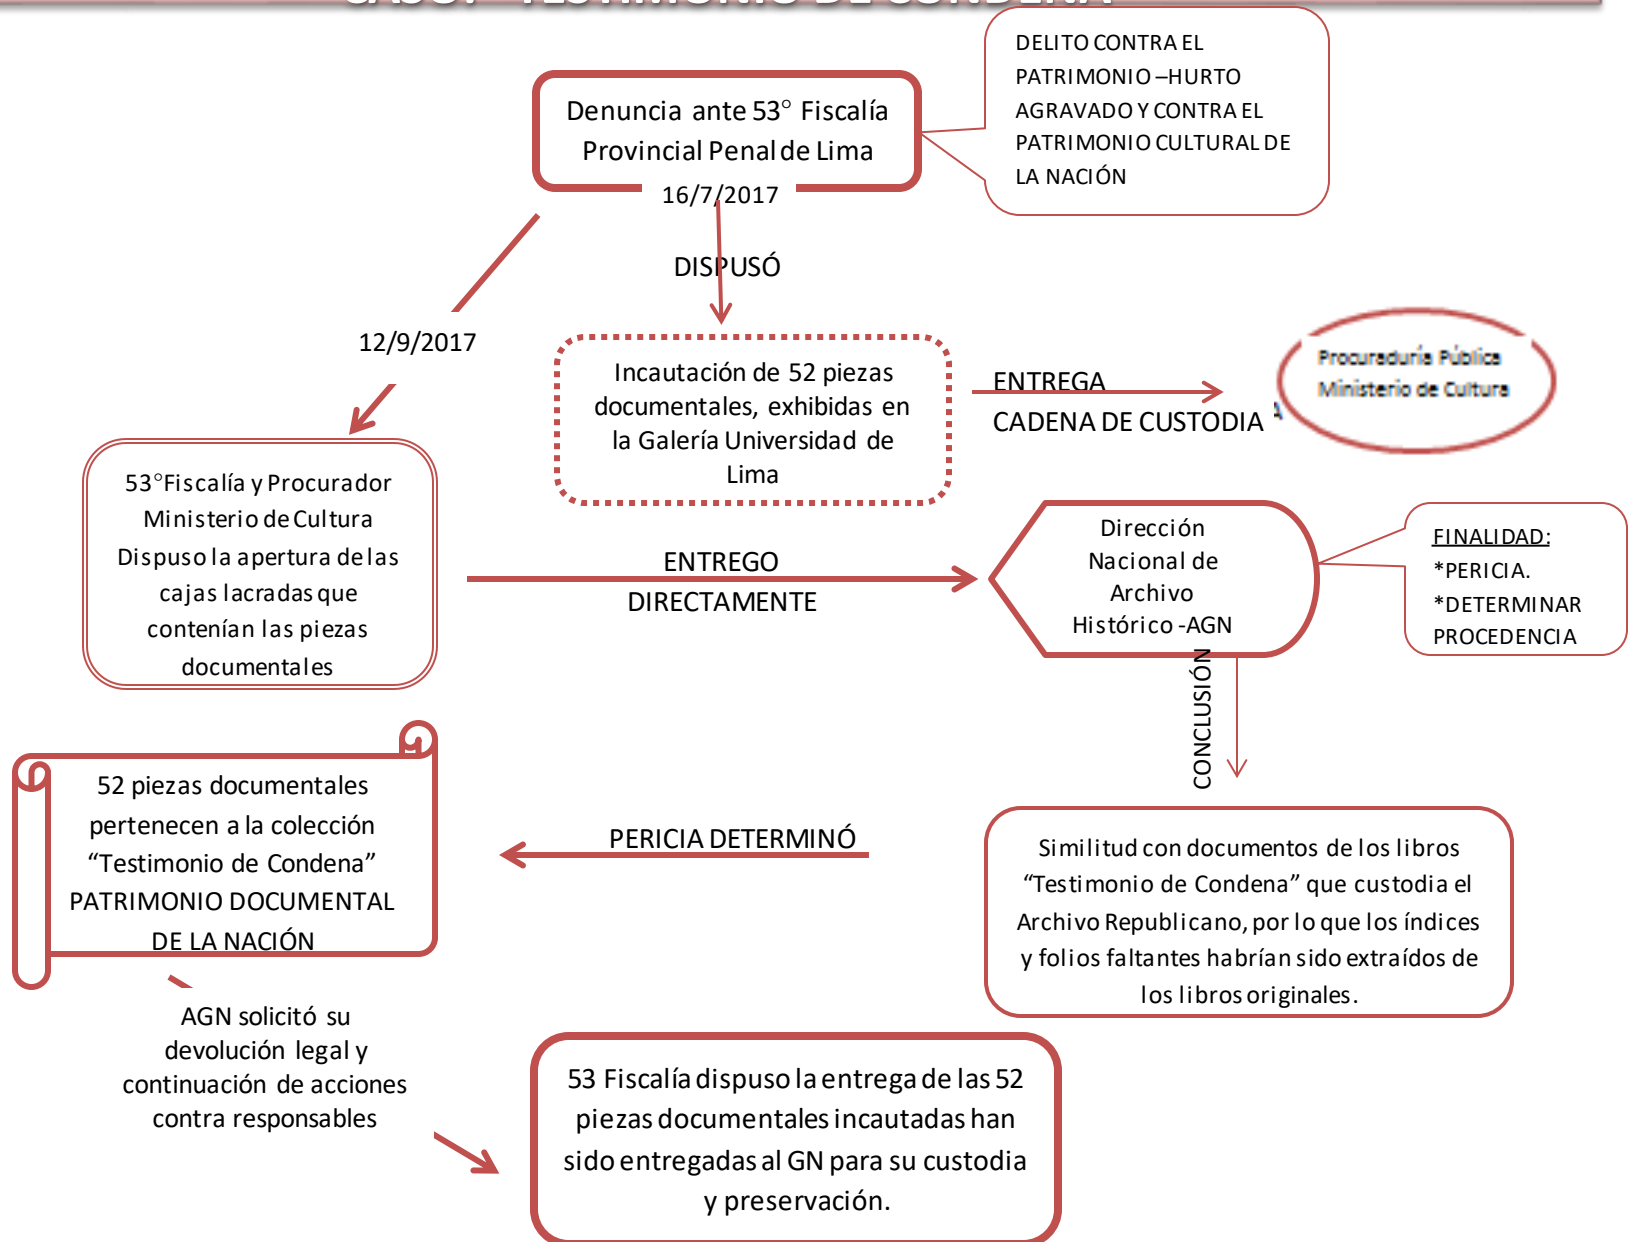 CASO: "TESTIMONIO DE CONDENA"
DELITO CONTRA EL
PATRIMONIO –HURTO
AGRAVADO Y CONTRA EL
PATRIMONIO CULTURAL DE
LA NACIÓN
Denuncia ante 53° Fiscalía
Provincial Penal de Lima
16/7/2017
DISPUSÓ
12/9/2017
Incautación de 52 piezas
documentales, exhibidas en
la Galería Universidad de
Lima
ENTREGA
CADENA DE CUSTODIA
Procuraduría Pública
Ministerio de Cultura
53°Fiscalía y Procurador
Ministerio de Cultura
Dispuso la apertura de las
cajas lacradas que
contenían las piezas
documentales
ENTREGO
DIRECTAMENTE
Dirección
Nacional de
Archivo
Histórico -AGN
FINALIDAD:
*PERICIA.
*DETERMINAR
PROCEDENCIA
CONCLUSIÓN
Similitud con documentos de los libros
“Testimonio de Condena” que custodia el
Archivo Republicano, por lo que los índices
y folios faltantes habrían sido extraídos de
los libros originales.
PERICIA DETERMINÓ
52 piezas documentales
pertenecen a la colección
“Testimonio de Condena”
PATRIMONIO DOCUMENTAL
DE LA NACIÓN
AGN solicitó su
devolución legal y
continuación de acciones
contra responsables
53 Fiscalía dispuso la entrega de las 52
piezas documentales incautadas han
sido entregadas al GN para su custodia
y preservación.